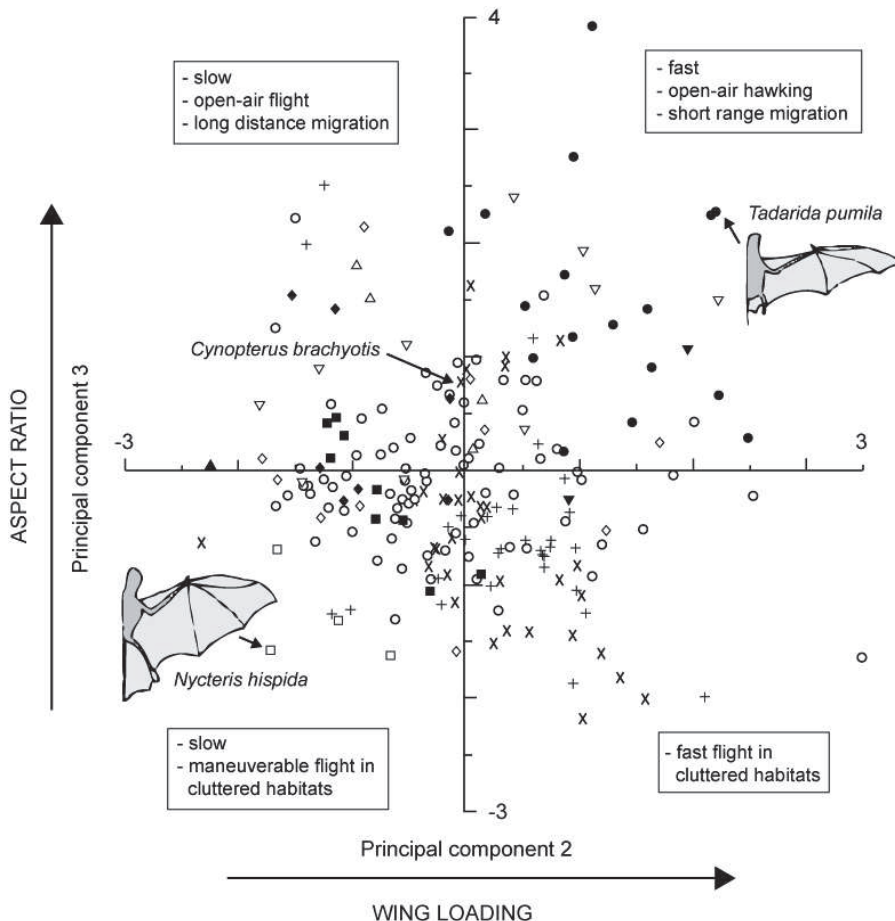 4
- slow
- open-air flight
- long distance migration
- fast
- open-air hawking
- short range migration
Tadarida pumila
Cynopterus brachyotis
ASPECT RATIO
Principal component 3
-3
3
Nycteris hispida
- slow
- maneuverable flight in
cluttered habitats
- fast flight in
cluttered habitats
-3
Principal component 2
WING LOADING